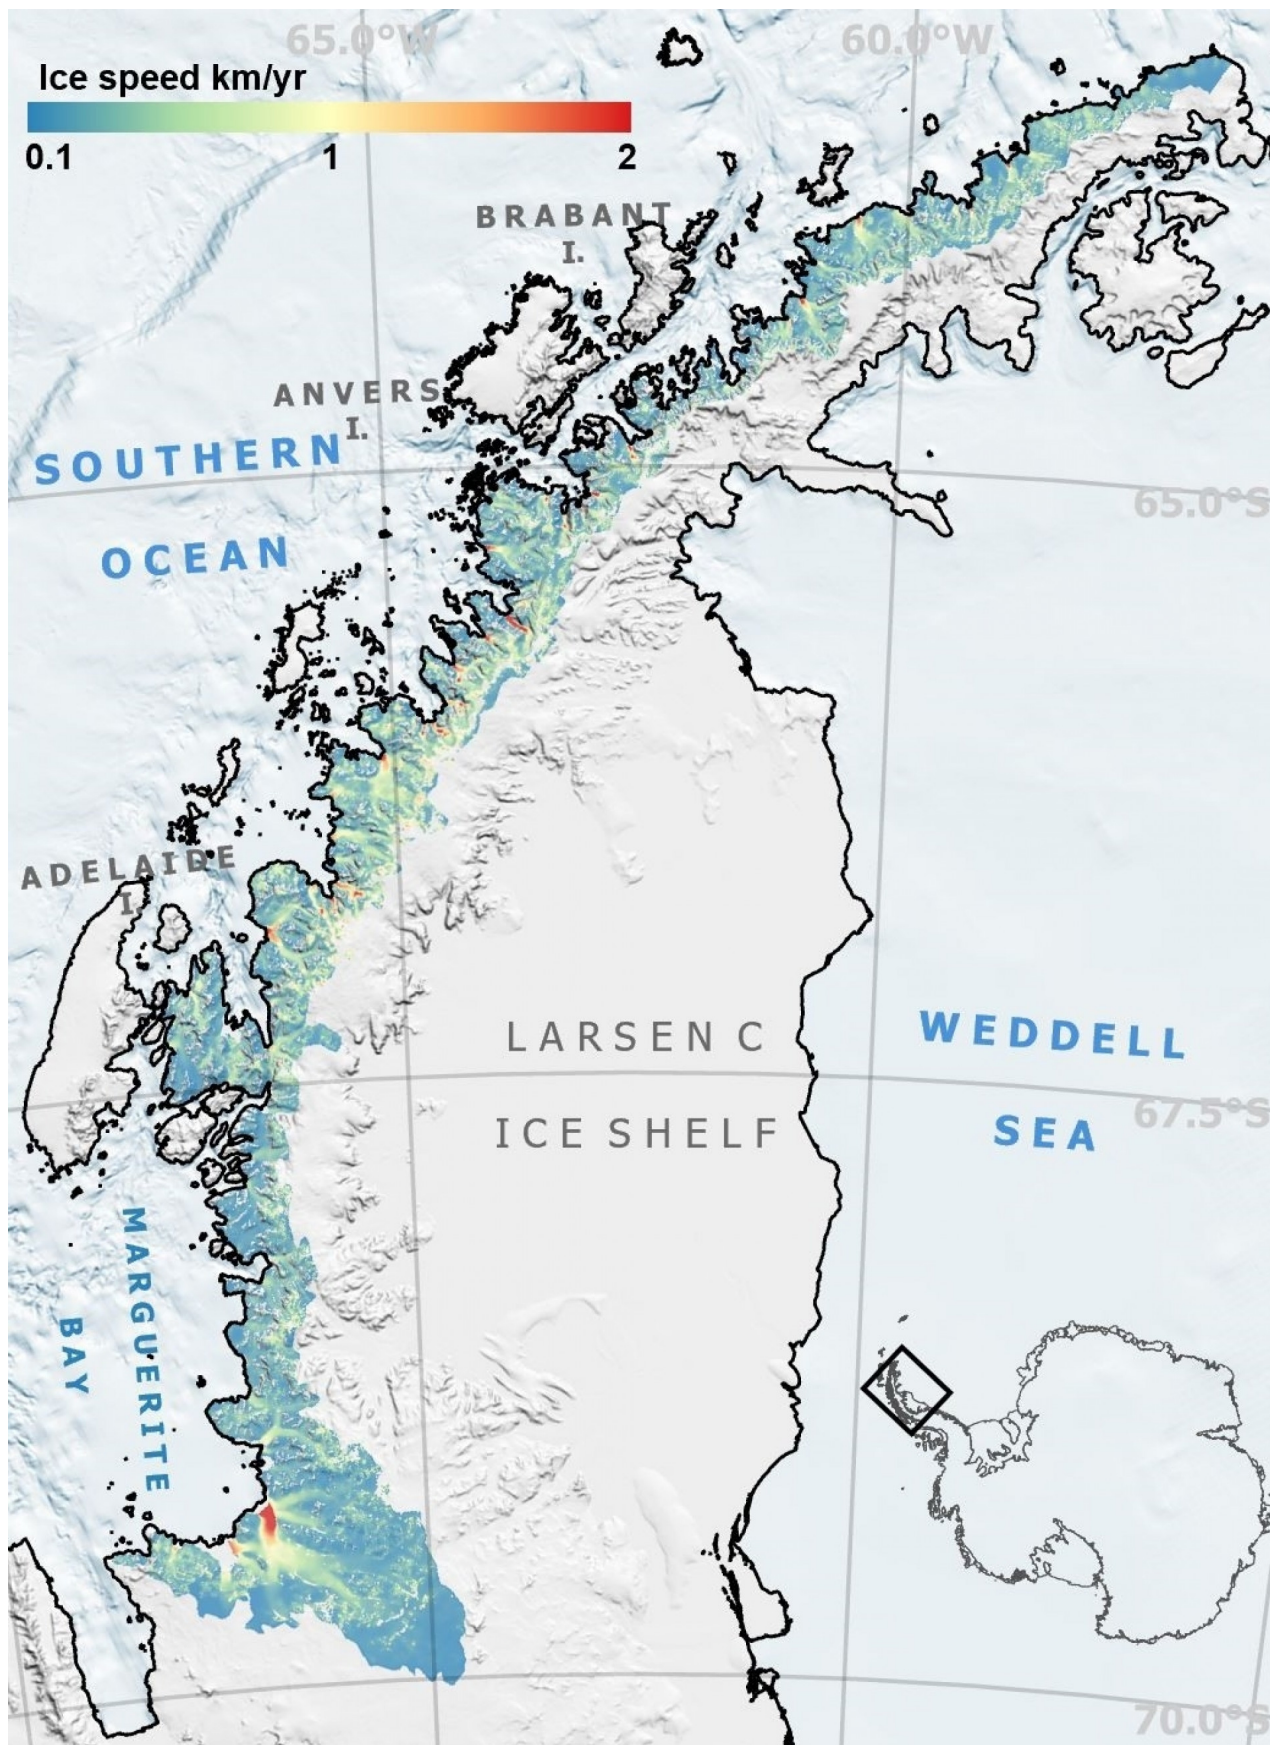 65.0°W
60.0°W
Ice speed km/yr
0.1 1 2
BRABANT
I.
ANVERS
I.
SOUTHERN
OCEAN
65.0°S
ADELAIDE
I.
LARSEN C
ICE SHELF
WEDDELL
SEA
67.5°S
MARGUERITE
BAY
70.0°S